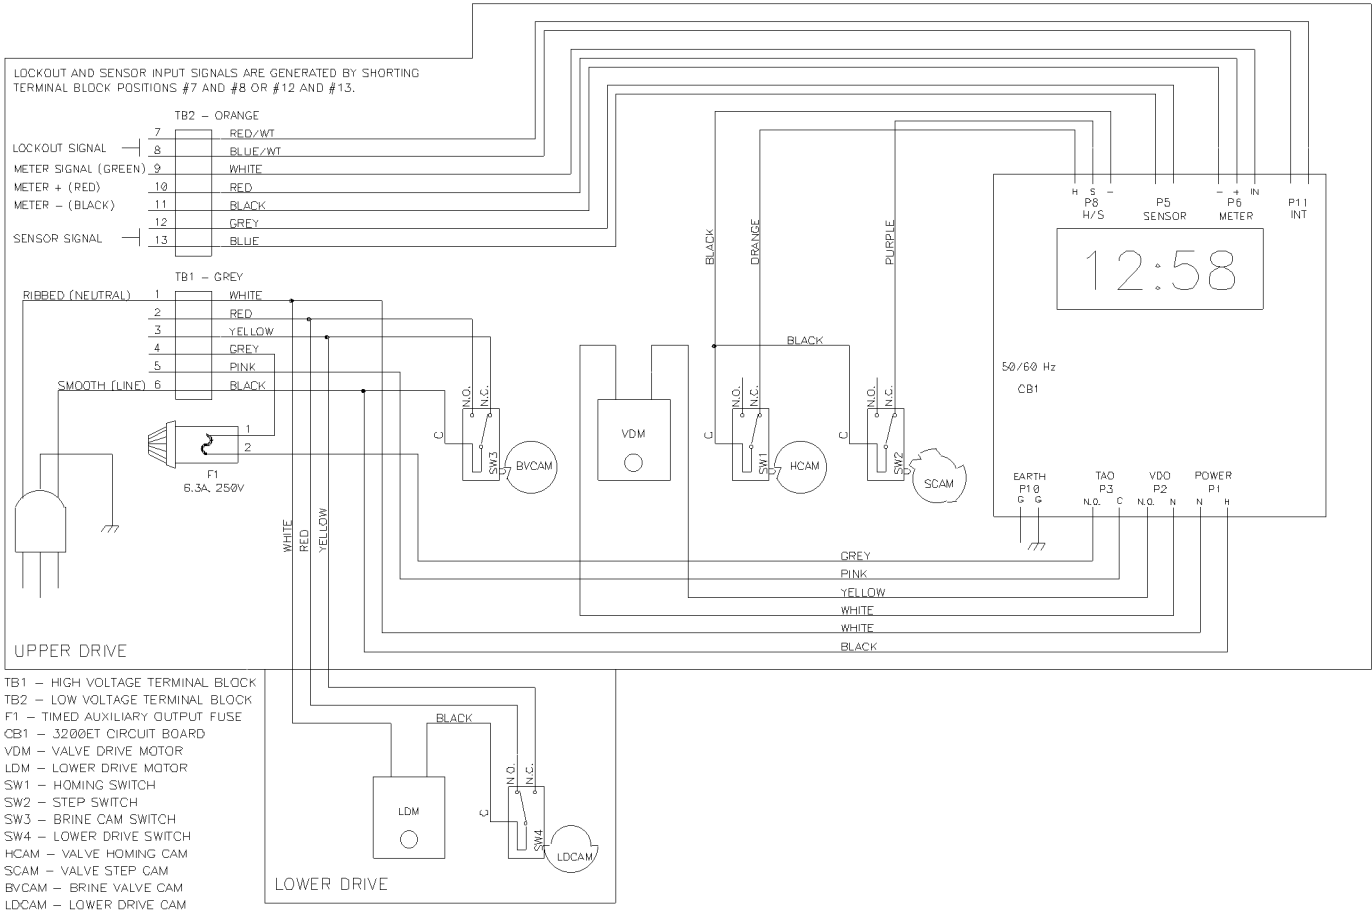 LOCKOUT AND SENSOR INPUT SIGNALS ARE GENERATED BY SHORTING
TERMINAL BLOCK POSITIONS #7 AND #8 OR #12 AND #13.
TB2 – ORANGE
7 RED/WT
LOCKOUT SIGNAL
8 BLUE/WT
METER SIGNAL (GREEN) 9 WHITE
METER + (RED) 10 RED
METER – (BLACK) 11 BLACK
12 GREY
SENSOR SIGNAL
13 BLUE
TB1 – GREY
RIBBED (NEUTRAL) 1 WHITE
2 RED
3 YELLOW
4 GREY
5 PINK
SMOOTH (LINE) 6 BLACK
1
2
F1
6.3A, 250V
WHITE
RED
YELLOW
N.O.
N.C.
C
SW3
BVCAM
VDM
BLACK
ORANGE
PURPLE
BLACK
N.O.
N.C.
C
SW1
HCAM
N.O.
N.C.
C
SW2
SCAM
H S –
P8
H/S
P5
SENSOR
– + IN
P6
METER
P11
INT
12:58
50/60 Hz
CB1
EARTH
P10
G G
TAO
P3
N.O. C
VDO
P2
N.O. N
POWER
P1
N H
GREY
PINK
YELLOW
WHITE
WHITE
BLACK
UPPER DRIVE
TB1 – HIGH VOLTAGE TERMINAL BLOCK
TB2 – LOW VOLTAGE TERMINAL BLOCK
F1 – TIMED AUXILIARY OUTPUT FUSE
CB1 – 3200ET CIRCUIT BOARD
VDM – VALVE DRIVE MOTOR
LDM – LOWER DRIVE MOTOR
SW1 – HOMING SWITCH
SW2 – STEP SWITCH
SW3 – BRINE CAM SWITCH
SW4 – LOWER DRIVE SWITCH
HCAM – VALVE HOMING CAM
SCAM – VALVE STEP CAM
BVCAM – BRINE VALVE CAM
LDCAM – LOWER DRIVE CAM
BLACK
N.O.
N.C.
LDM
C
SW4
LDCAM
LOWER DRIVE